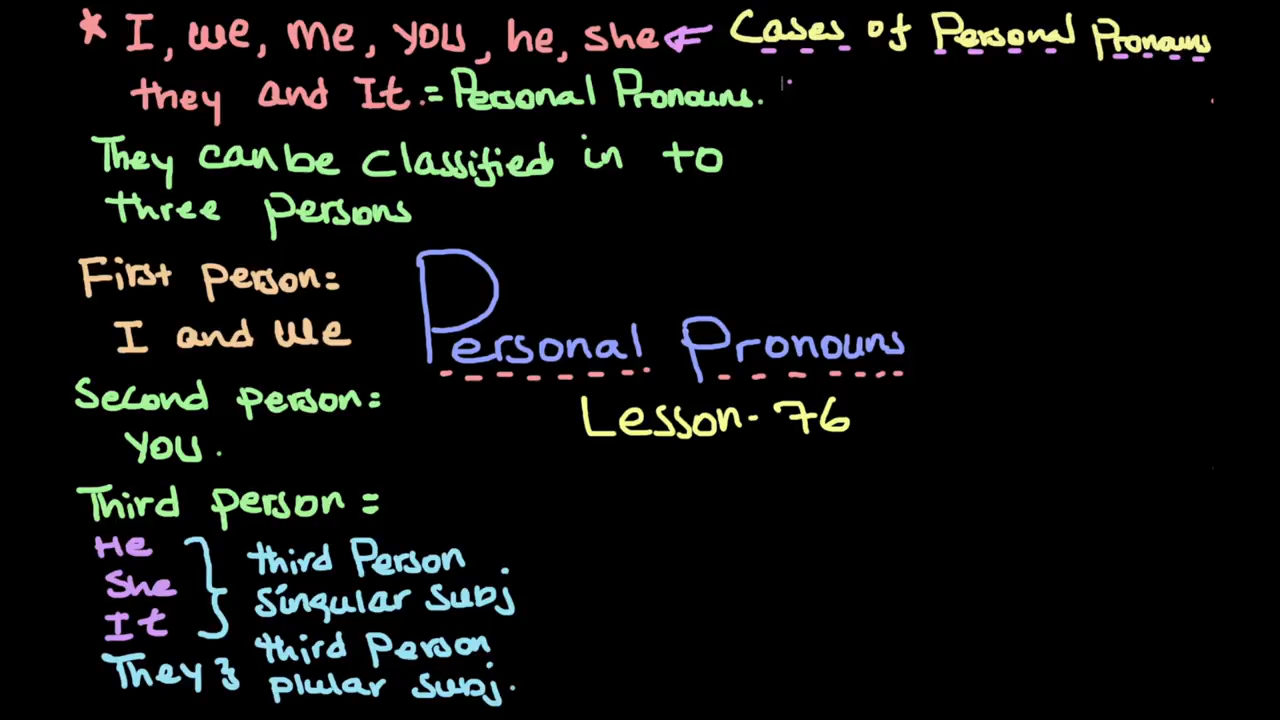 * I, we, me, you, he, she ← Cases of Personal Pronouns
they and It. = Personal Pronouns.
They can be classified in to
three persons
First person:
I and We
Personal Pronouns
Lesson - 76
Second person:
You.
Third person =
He
She
It
} third Person
singular subj
They } third Person
plular subj.